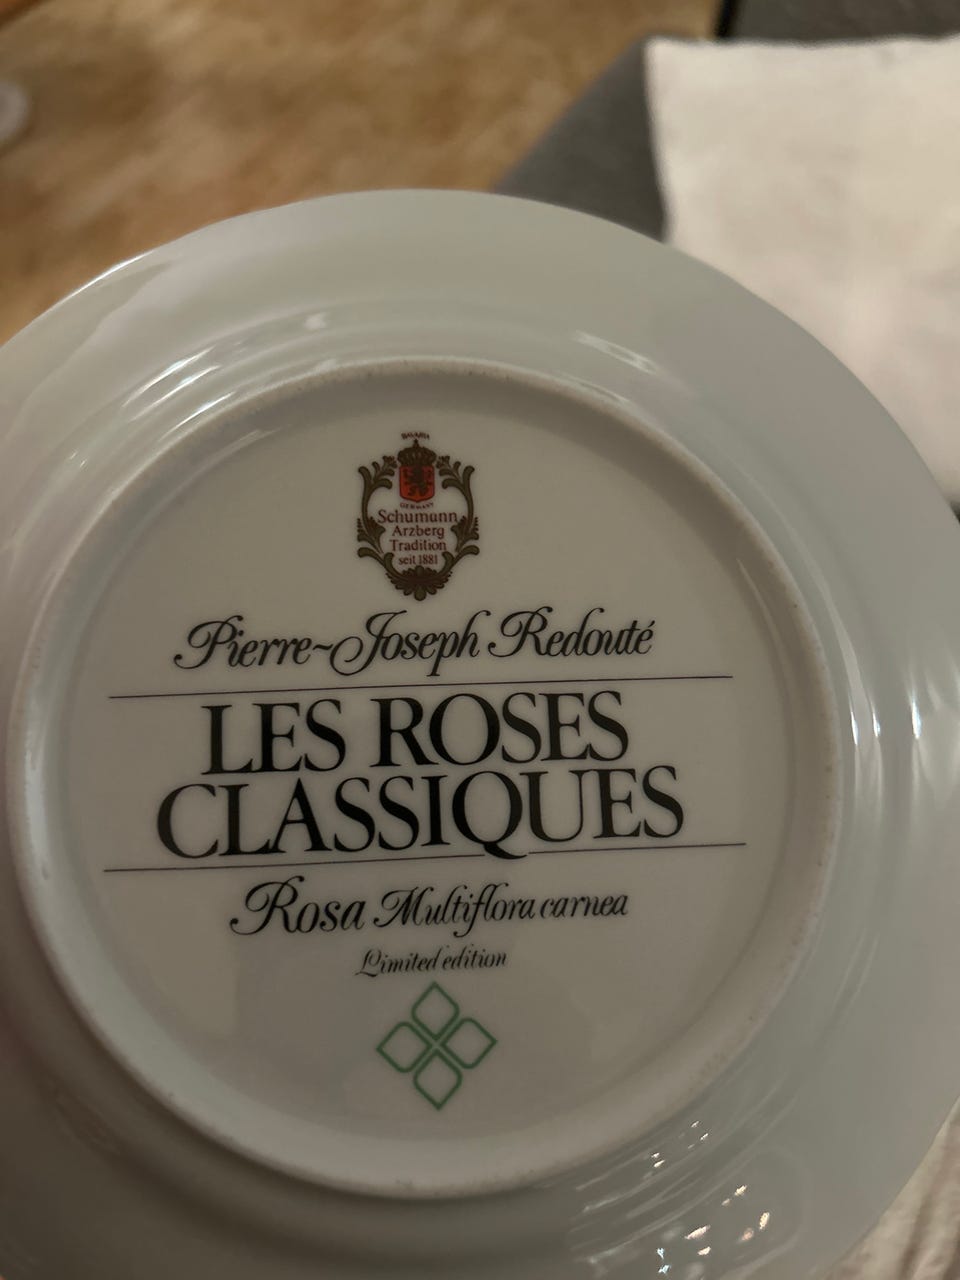 BAVARIA
GERMANY
Schumann
Arzberg
Tradition
seit 1881
Pierre-Joseph Redouté
LES ROSES
CLASSIQUES
Rosa Multiflora carnea
Limited edition